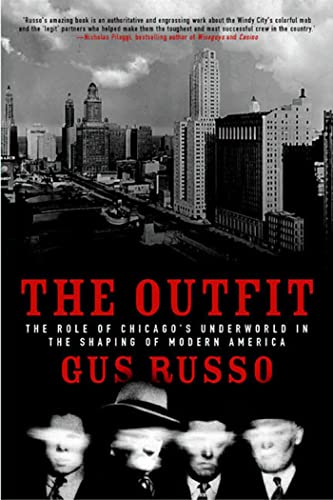 "Russo's amazing book is an authoritative and engrossing work about the Windy City's colorful mob
and the 'legit' partners who helped make them the toughest and most successful crew in the country."
—Nicholas Pileggi, bestselling author of Wiseguys and Casino
THE OUTFIT
THE ROLE OF CHICAGO'S UNDERWORLD IN
THE SHAPING OF MODERN AMERICA
GUS RUSSO